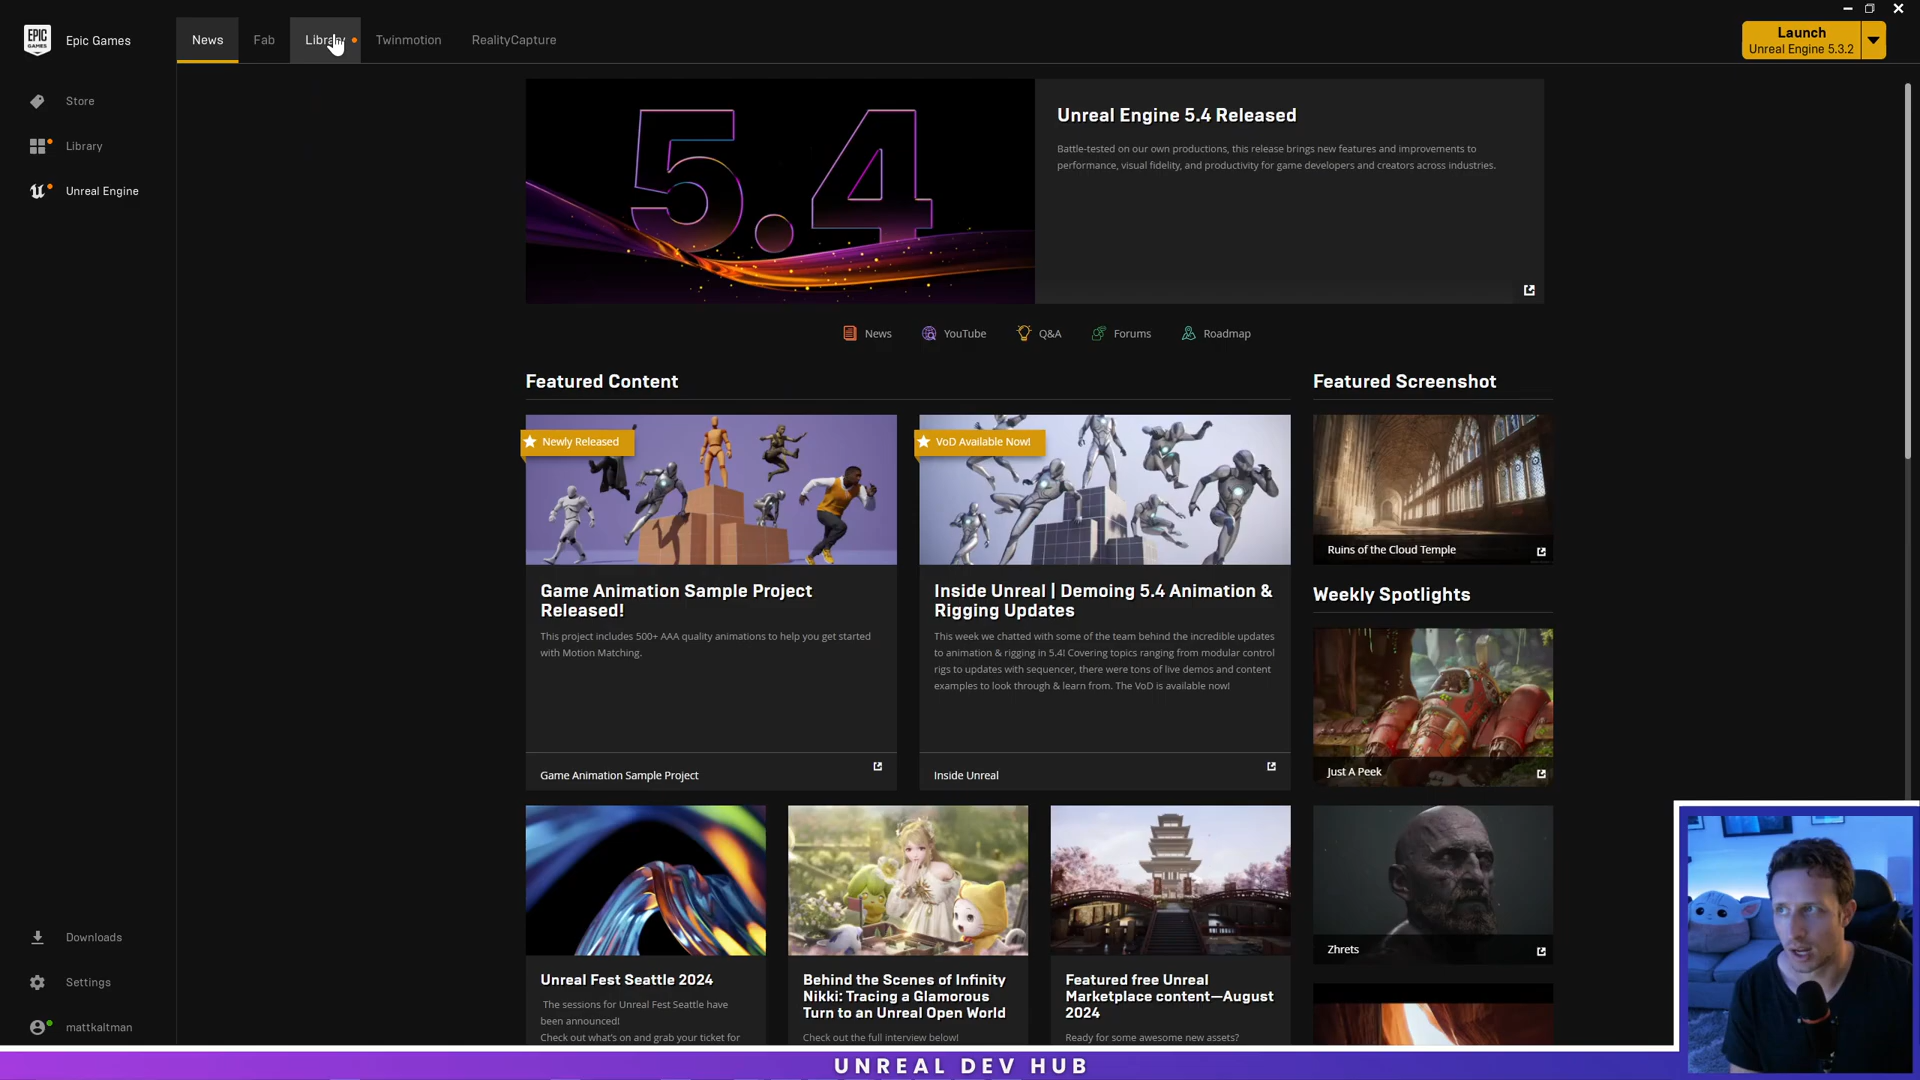 EPIC GAMES
Epic Games
News
Fab
Library
Twinmotion
RealityCapture
Launch
Unreal Engine 5.3.2
Store
Library
Unreal Engine
5.4
Unreal Engine 5.4 Released
Battle-tested on our own productions, this release brings new features and improvements to
performance, visual fidelity, and productivity for game developers and creators across industries.
News
YouTube
Q&A
Forums
Roadmap
Featured Content
Featured Screenshot
Newly Released
VoD Available Now!
Ruins of the Cloud Temple
Game Animation Sample Project
Released!
This project includes 500+ AAA quality animations to help you get started
with Motion Matching.
Game Animation Sample Project
Inside Unreal | Demoing 5.4 Animation &
Rigging Updates
This week we chatted with some of the team behind the incredible updates
to animation & rigging in 5.4! Covering topics ranging from modular control
rigs to updates with sequencer, there were tons of live demos and content
examples to look through & learn from. The VoD is available now!
Inside Unreal
Weekly Spotlights
Just A Peek
Zhrets
Unreal Fest Seattle 2024
The sessions for Unreal Fest Seattle have
been announced!
Check out what's on and grab your ticket for
Behind the Scenes of Infinity
Nikki: Tracing a Glamorous
Turn to an Unreal Open World
Check out the full interview below!
Featured free Unreal
Marketplace content—August
2024
Ready for some awesome new assets?
Downloads
Settings
mattkaltman
UNREAL DEV HUB